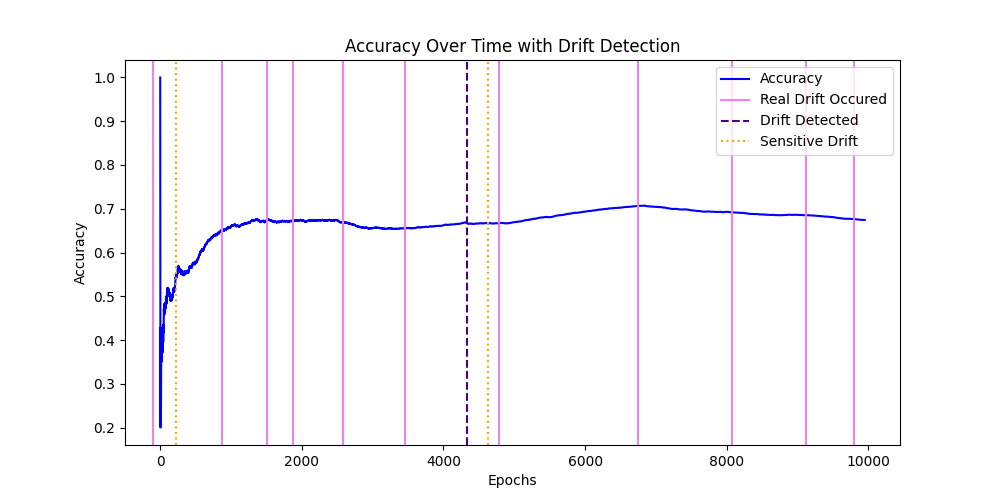 Accuracy Over Time with Drift Detection
Accuracy
1.0
0.9
0.8
0.7
0.6
0.5
0.4
0.3
0.2
Accuracy
Real Drift Occured
Drift Detected
Sensitive Drift
0
2000
4000
6000
8000
10000
Epochs